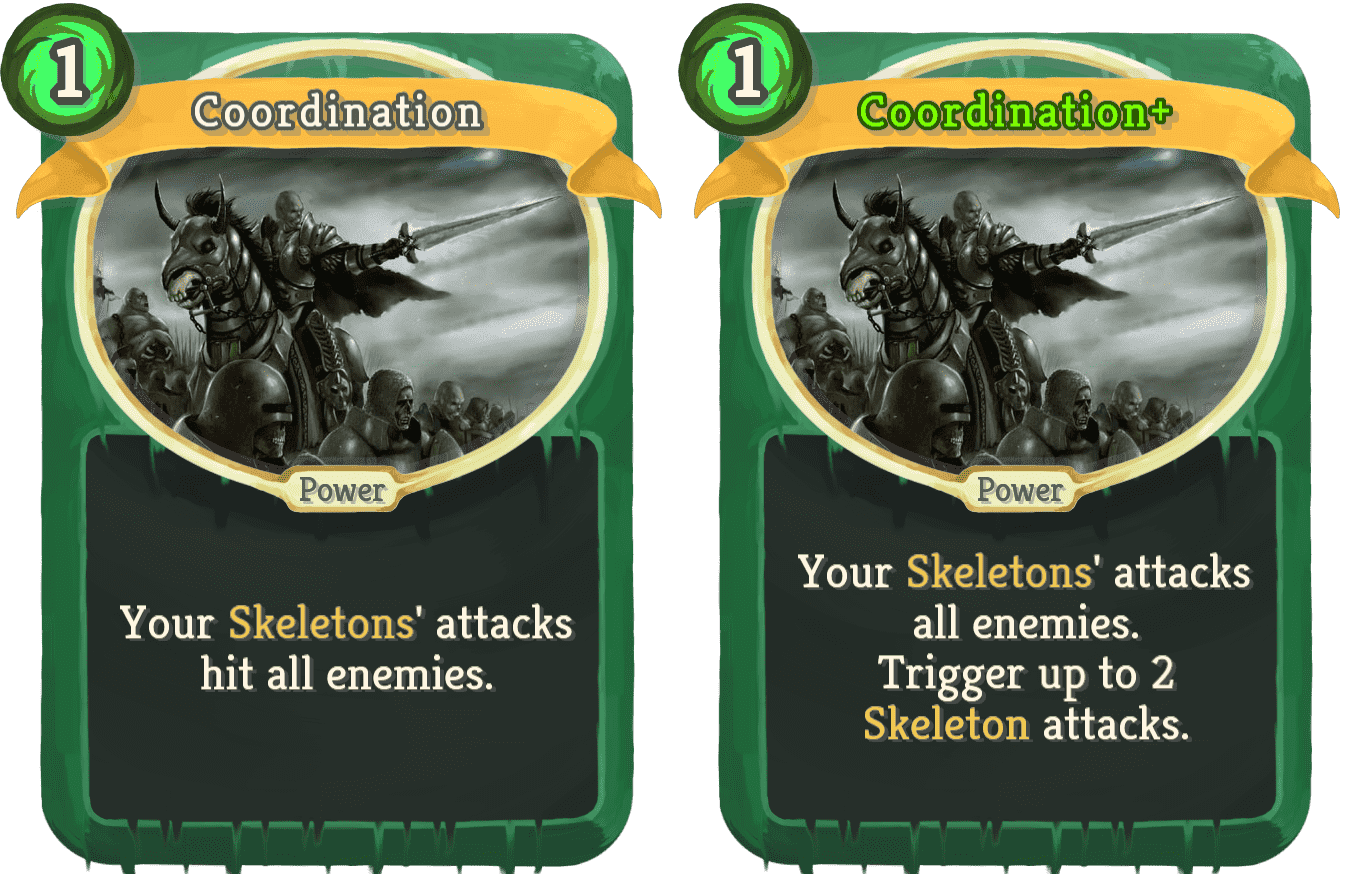 1
Coordination
Power
Your Skeletons' attacks
hit all enemies.
1
Coordination+
Power
Your Skeletons' attacks
all enemies.
Trigger up to 2
Skeleton attacks.